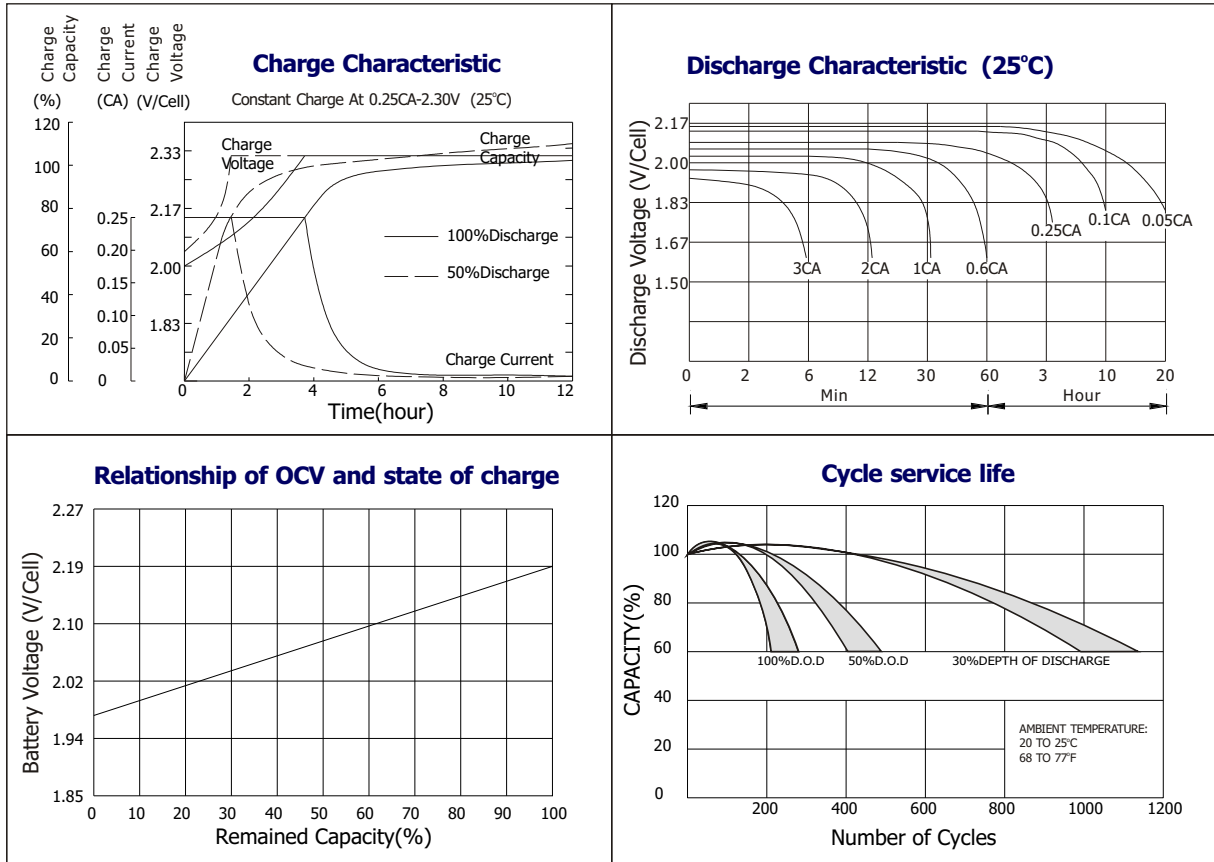 Charge
Capacity
Charge
Current
Charge
Voltage
(%)
(CA)
(V/Cell)
Charge Characteristic
Constant Charge At 0.25CA-2.30V (25°C)
120
100
80
60
40
20
0
0.25
0.20
0.15
0.10
0.05
0
2.33
2.17
2.00
1.83
Charge
Voltage
Charge
Capacity
100%Discharge
50%Discharge
Charge Current
0 2 4 6 8 10 12
Time(hour)
Discharge Characteristic (25°C)
Discharge Voltage (V/Cell)
2.17
2.00
1.83
1.67
1.50
3CA 2CA 1CA 0.6CA 0.25CA 0.1CA 0.05CA
0 2 6 12 30 60 3 10 20
Min Hour
Relationship of OCV and state of charge
Battery Voltage (V/Cell)
2.27
2.19
2.10
2.02
1.94
1.85
0 10 20 30 40 50 60 70 80 90 100
Remained Capacity(%)
Cycle service life
CAPACITY(%)
120
100
80
60
40
20
0
100%D.O.D 50%D.O.D 30%DEPTH OF DISCHARGE
AMBIENT TEMPERATURE:
20 TO 25°C
68 TO 77°F
200 400 600 800 1000 1200
Number of Cycles